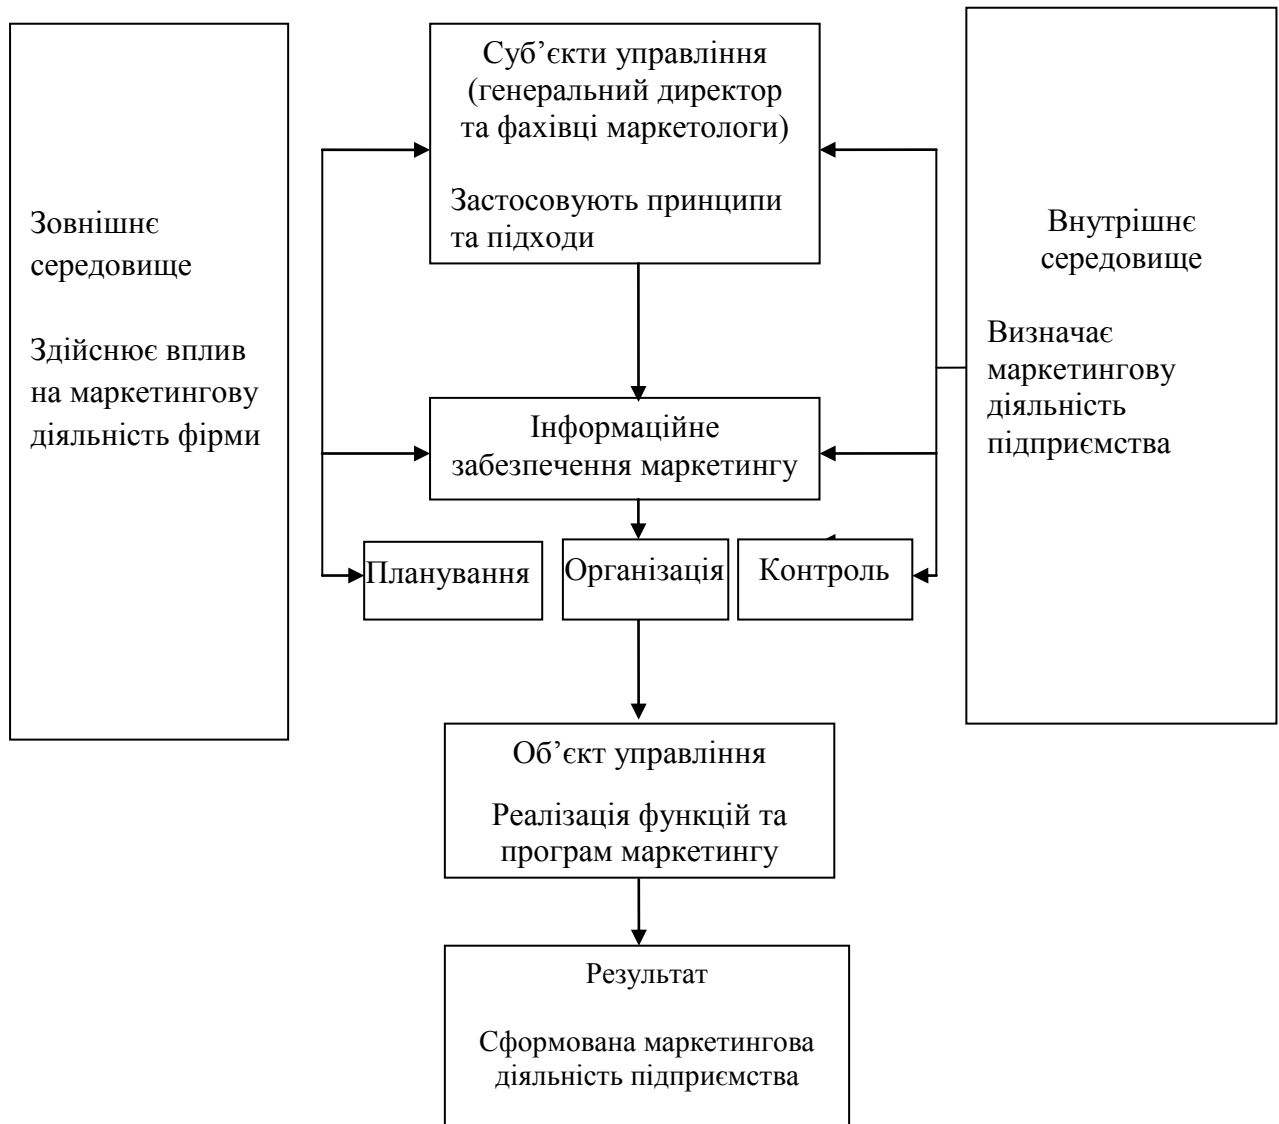 Зовнішнє
середовище
Здійснює вплив
на маркетингову
діяльність фірми
Суб’єкти управління
(генеральний директор
та фахівці маркетологи)
Застосовують принципи
та підходи
Інформаційне
забезпечення маркетингу
Планування
Організація
Контроль
Об’єкт управління
Реалізація функцій та
програм маркетингу
Результат
Сформована маркетингова
діяльність підприємства
Внутрішнє
середовище
Визначає
маркетингову
діяльність
підприємства